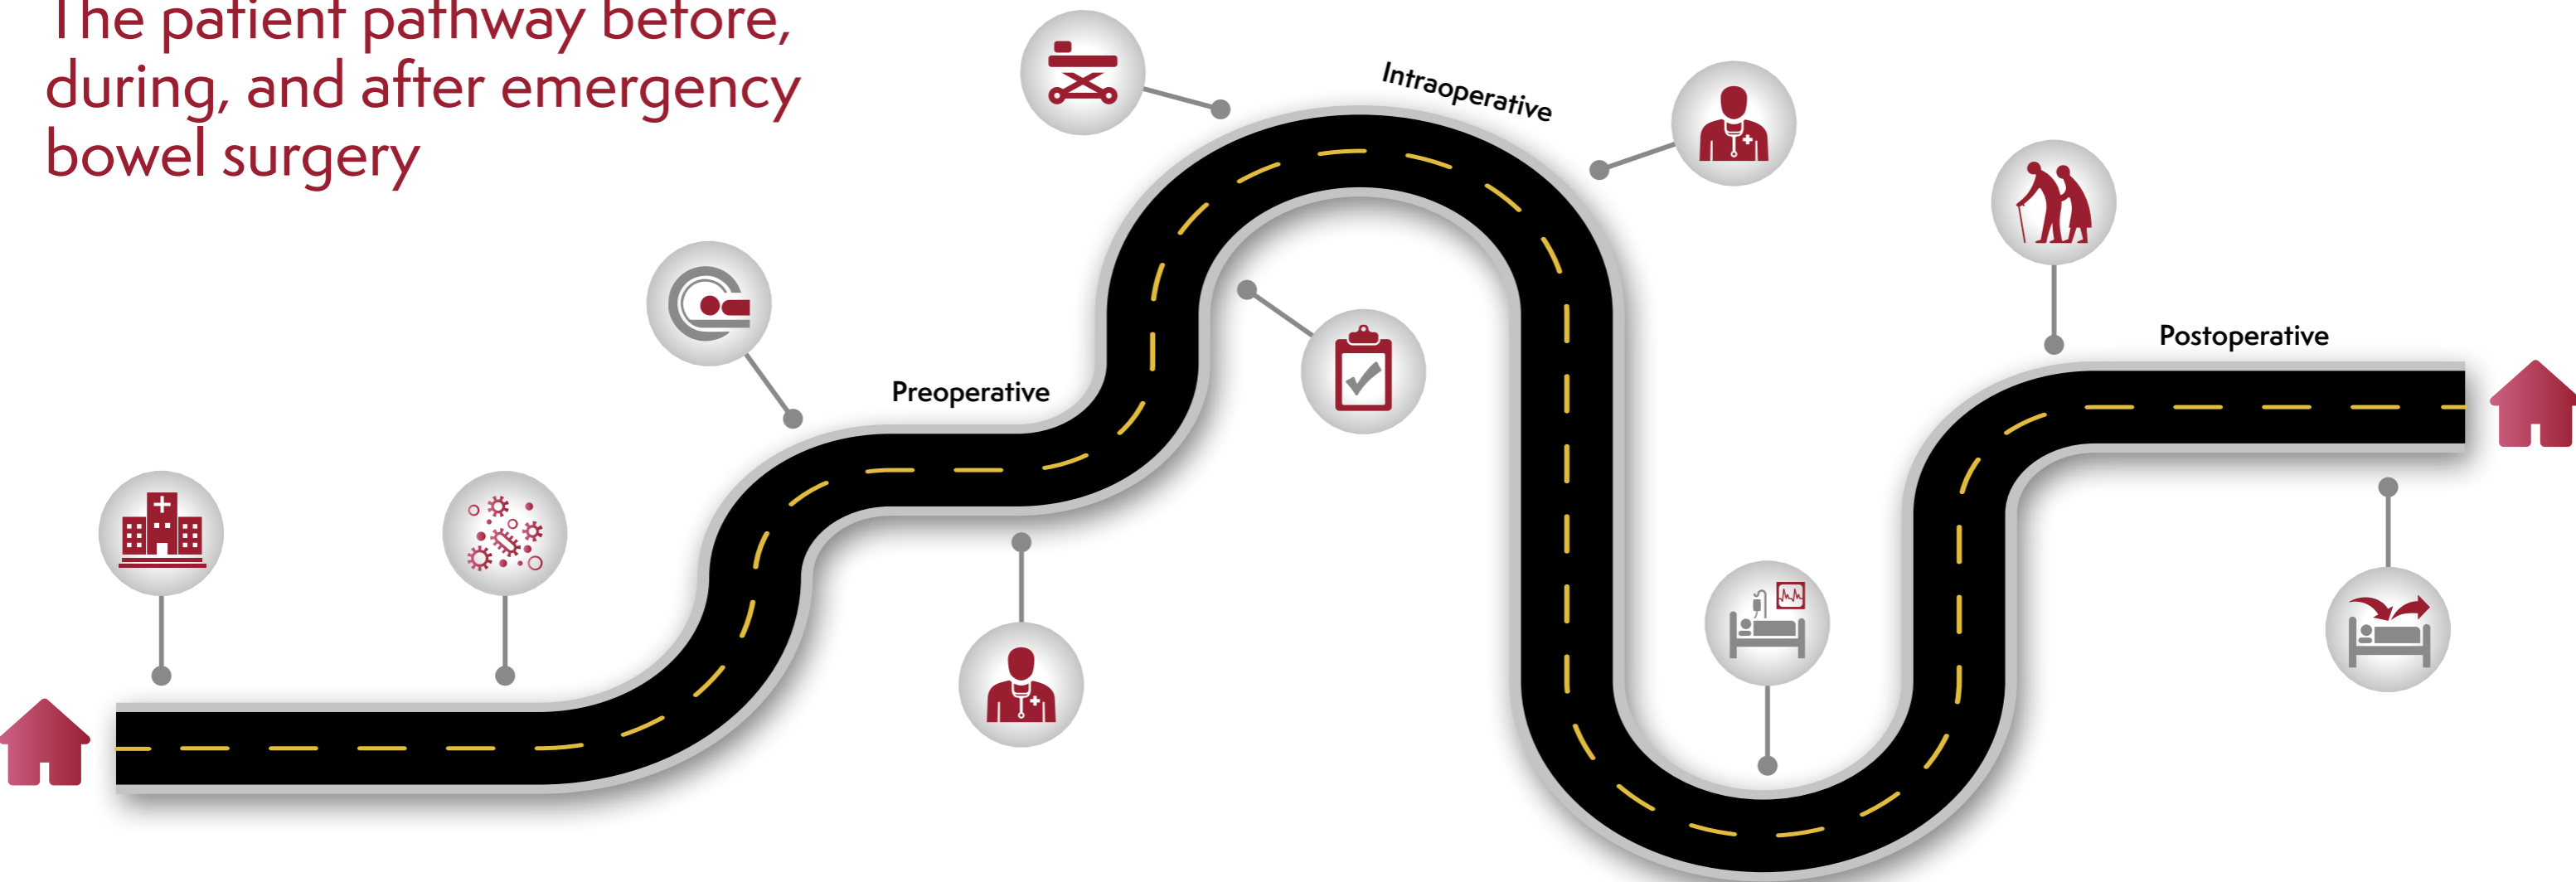 The patient pathway before,
during, and after emergency
bowel surgery
Intraoperative
Preoperative
Postoperative